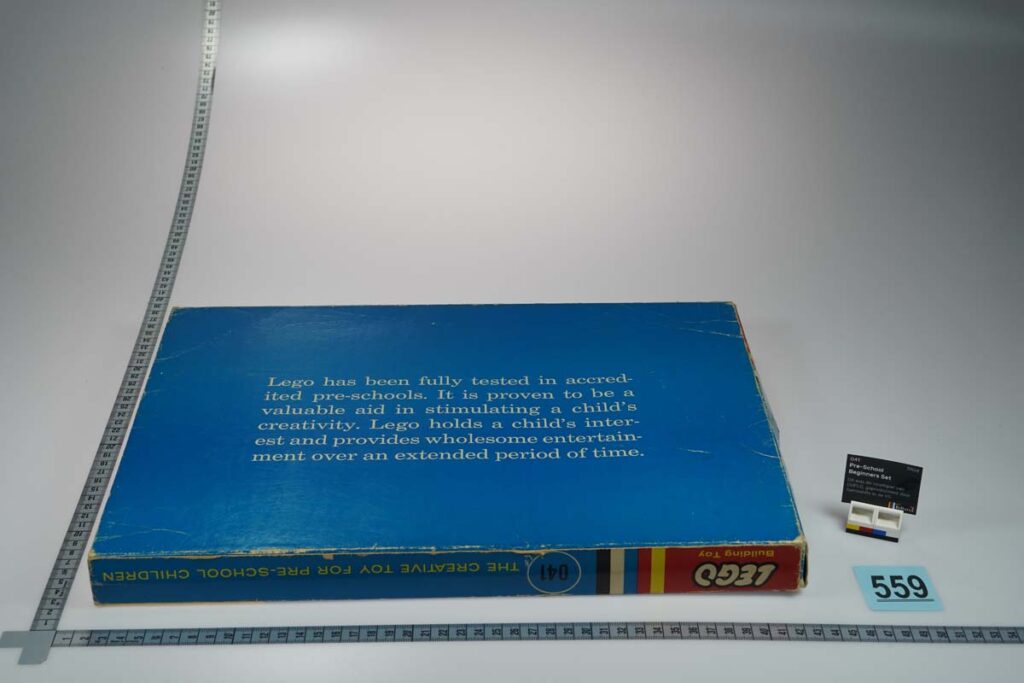 Lego has been fully tested in accred-
ited pre-schools. It is proven to be a
valuable aid in stimulating a child's
creativity. Lego holds a child's inter-
est and provides wholesome entertain-
ment over an extended period of time.
THE CREATIVE TOY FOR PRE-SCHOOL CHILDREN
041
LEGO
Building Toy
041
Pre-School
Beginners Set
559